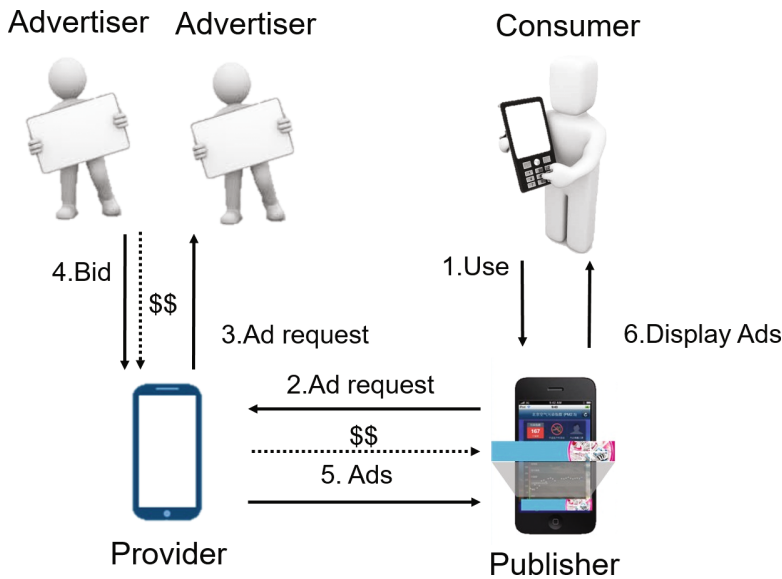 Advertiser Advertiser
Consumer
4.Bid
$$
3.Ad request
1.Use
6.Display Ads
2.Ad request
$$
5. Ads
Provider
Publisher